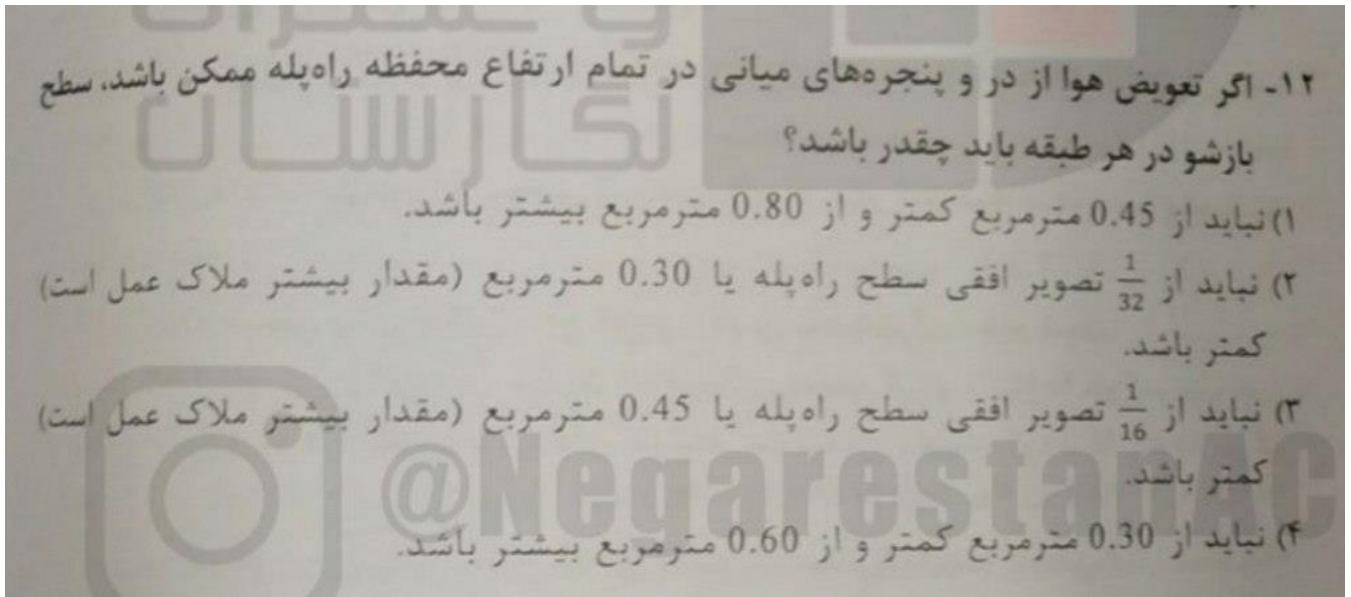 و عمران
نگارستان
۱۲- اگر تعویض هوا از در و پنجره‌های میانی در تمام ارتفاع محفظه راه‌پله ممکن باشد، سطح
بازشو در هر طبقه باید چقدر باشد؟
۱) نباید از 0.45 مترمربع کمتر و از 0.80 مترمربع بیشتر باشد.
۲) نباید از 1/32 تصویر افقی سطح راه‌پله یا 0.30 مترمربع (مقدار بیشتر ملاک عمل است)
کمتر باشد.
۳) نباید از 1/16 تصویر افقی سطح راه‌پله یا 0.45 مترمربع (مقدار بیشتر ملاک عمل است)
کمتر باشد.
@NegarestanAC
۴) نباید از 0.30 مترمربع کمتر و از 0.60 مترمربع بیشتر باشد.